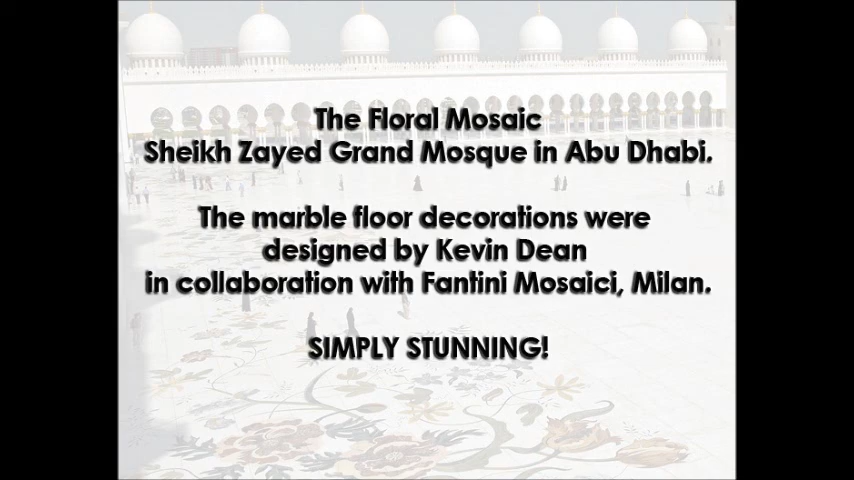 The Floral Mosaic
Sheikh Zayed Grand Mosque in Abu Dhabi.
The marble floor decorations were
designed by Kevin Dean
in collaboration with Fantini Mosaici, Milan.
SIMPLY STUNNING!